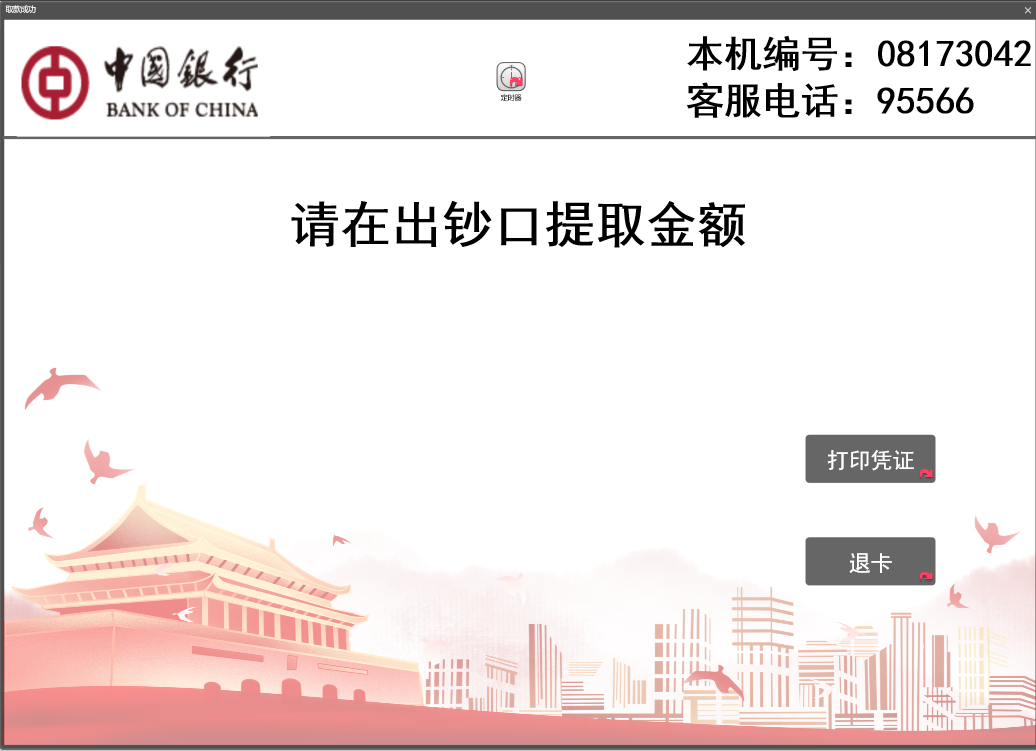 取款成功
中国銀行
BANK OF CHINA
定时器
本机编号：08173042
客服电话：95566
请在出钞口提取金额
打印凭证
退卡